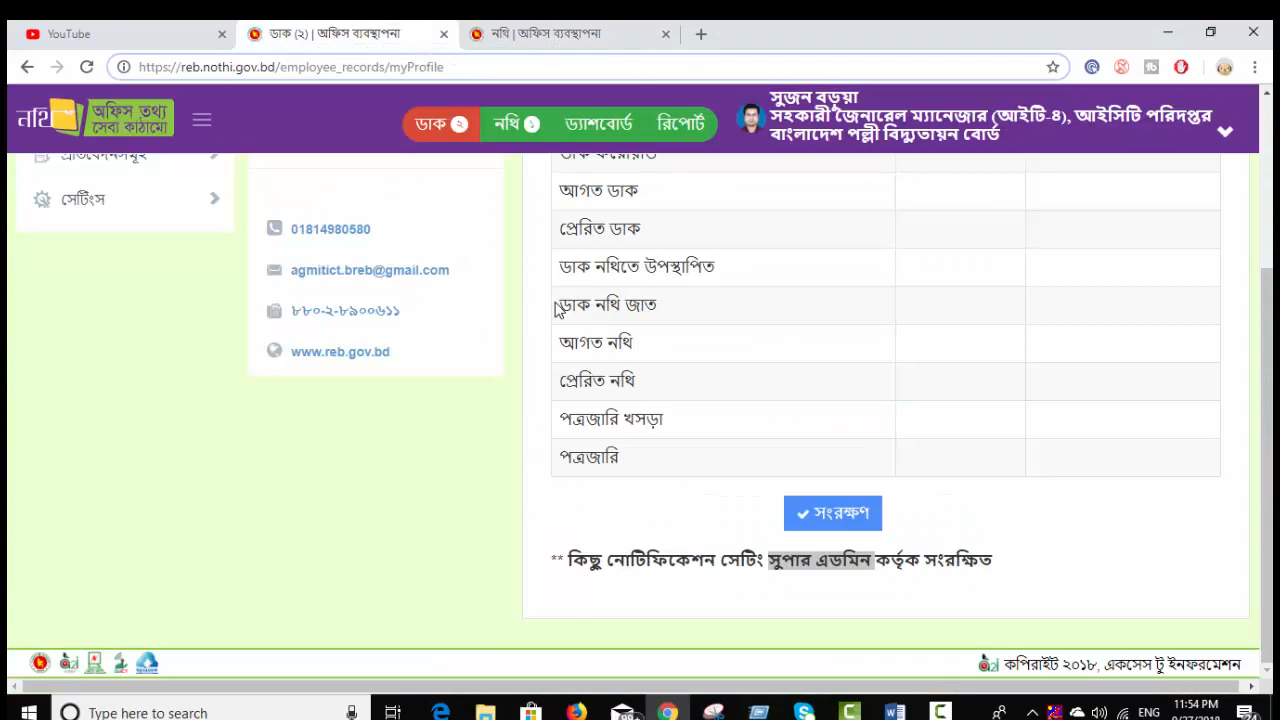 YouTube
ডাক (২) | অফিস ব্যবস্থাপনা
নথি | অফিস ব্যবস্থাপনা
https://reb.nothi.gov.bd/employee_records/myProfile
নথি
অফিস তথ্য
সেবা কাঠামো
ডাক ২
নথি ১
ড্যাশবোর্ড
রিপোর্ট
সুজন বড়ুয়া
সহকারী জেনারেল ম্যানেজার (আইটি-৪), আইসিটি পরিদপ্তর
বাংলাদেশ পল্লী বিদ্যুতায়ন বোর্ড
প্রতিবেদনসমূহ
সেটিংস
01814980580
agmitict.breb@gmail.com
৮৮০-২-৮৯০০৬১১
www.reb.gov.bd
আগত ডাক
প্রেরিত ডাক
ডাক নথিতে উপস্থাপিত
ডাক নথি জাত
আগত নথি
প্রেরিত নথি
পত্রজারি খসড়া
পত্রজারি
সংরক্ষণ
** কিছু নোটিফিকেশন সেটিং সুপার এডমিন কর্তৃক সংরক্ষিত
কপিরাইট ২০১৮, একসেস টু ইনফরমেশন
Type here to search
ENG
11:54 PM